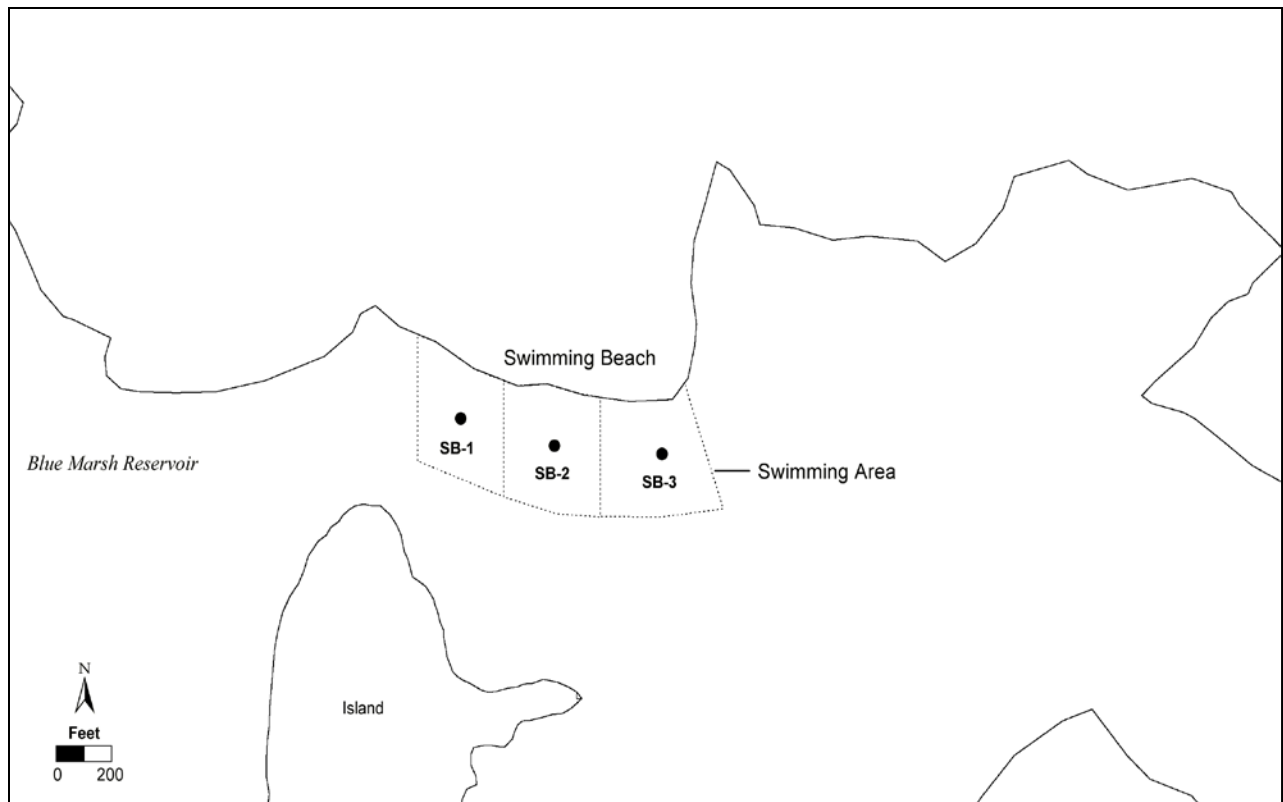 Swimming Beach
SB-1
SB-2
SB-3
Swimming Area
Blue Marsh Reservoir
Island
N
Feet
0 200